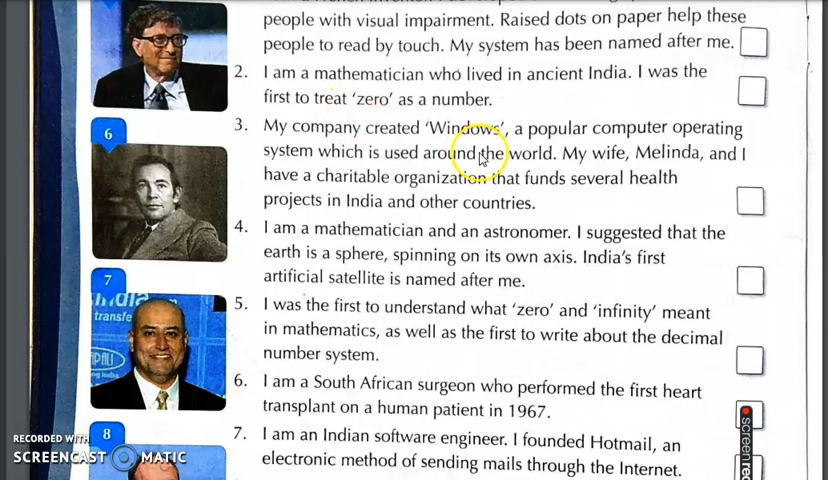 people with visual impairment. Raised dots on paper help these
people to read by touch. My system has been named after me.
2. I am a mathematician who lived in ancient India. I was the
first to treat 'zero' as a number.
6
3. My company created 'Windows', a popular computer operating
system which is used around the world. My wife, Melinda, and I
have a charitable organization that funds several health
projects in India and other countries.
4. I am a mathematician and an astronomer. I suggested that the
earth is a sphere, spinning on its own axis. India's first
artificial satellite is named after me.
7
5. I was the first to understand what 'zero' and 'infinity' meant
in mathematics, as well as the first to write about the decimal
number system.
6. I am a South African surgeon who performed the first heart
transplant on a human patient in 1967.
8
7. I am an Indian software engineer. I founded Hotmail, an
electronic method of sending mails through the Internet.
RECORDED WITH
SCREENCAST MATIC